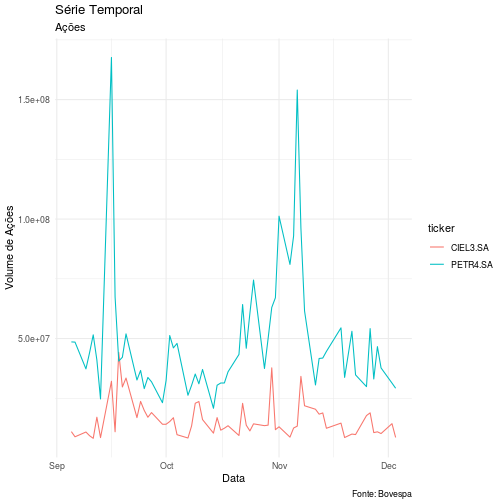 Série Temporal
Ações
1.5e+08
1.0e+08
5.0e+07
Volume de Ações
Sep
Oct
Nov
Dec
Data
ticker
CIEL3.SA
PETR4.SA
Fonte: Bovespa